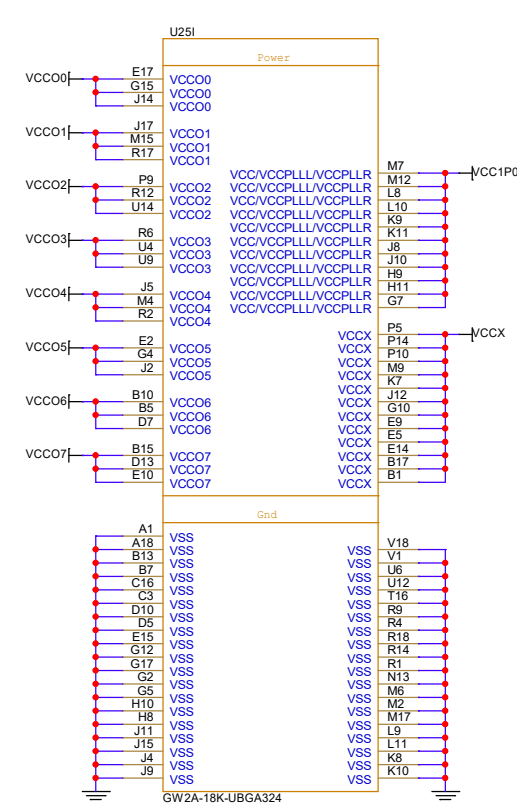 U25I
Power
VCCO0 E17 VCCO0
G15 VCCO0
J14 VCCO0
VCCO1 J17 VCCO1
M15 VCCO1
R17 VCCO1
VCCO2 P9 VCCO2
R12 VCCO2
U14 VCCO2
VCCO3 R6 VCCO3
U4 VCCO3
U9 VCCO3
VCCO4 J5 VCCO4
M4 VCCO4
R2 VCCO4
VCCO5 E2 VCCO5
G4 VCCO5
J2 VCCO5
VCCO6 B10 VCCO6
B5 VCCO6
D7 VCCO6
VCCO7 B15 VCCO7
D13 VCCO7
E10 VCCO7
VCC/VCCPLLL/VCCPLLR M7 VCC1P0
VCC/VCCPLLL/VCCPLLR M12
VCC/VCCPLLL/VCCPLLR L8
VCC/VCCPLLL/VCCPLLR L10
VCC/VCCPLLL/VCCPLLR K9
VCC/VCCPLLL/VCCPLLR K11
VCC/VCCPLLL/VCCPLLR J8
VCC/VCCPLLL/VCCPLLR J10
VCC/VCCPLLL/VCCPLLR H9
VCC/VCCPLLL/VCCPLLR H11
VCC/VCCPLLL/VCCPLLR G7
VCCX P5 VCCX
VCCX P14
VCCX P10
VCCX M9
VCCX K7
VCCX J12
VCCX G10
VCCX E9
VCCX E5
VCCX E14
VCCX B17
VCCX B1
Gnd
A1 VSS
A18 VSS
B13 VSS
B7 VSS
C16 VSS
C3 VSS
D10 VSS
D5 VSS
E15 VSS
G12 VSS
G17 VSS
G2 VSS
G5 VSS
H10 VSS
H8 VSS
J11 VSS
J15 VSS
J4 VSS
J9 VSS
VSS V18
VSS V1
VSS U6
VSS U12
VSS T16
VSS R9
VSS R4
VSS R18
VSS R14
VSS R1
VSS N13
VSS M6
VSS M2
VSS M17
VSS L9
VSS L11
VSS K8
VSS K10
GW2A-18K-UBGA324